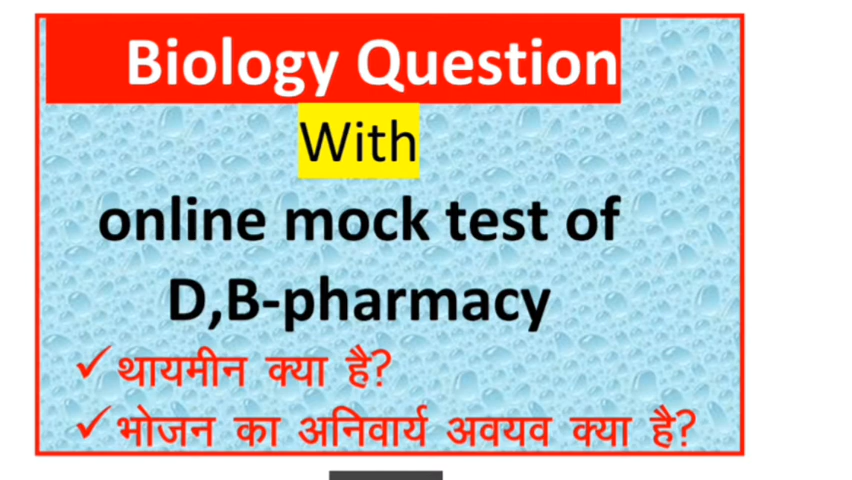 Biology Question
With
online mock test of
D,B-pharmacy
✓ थायमीन क्या है?
✓ भोजन का अनिवार्य अवयव क्या है?